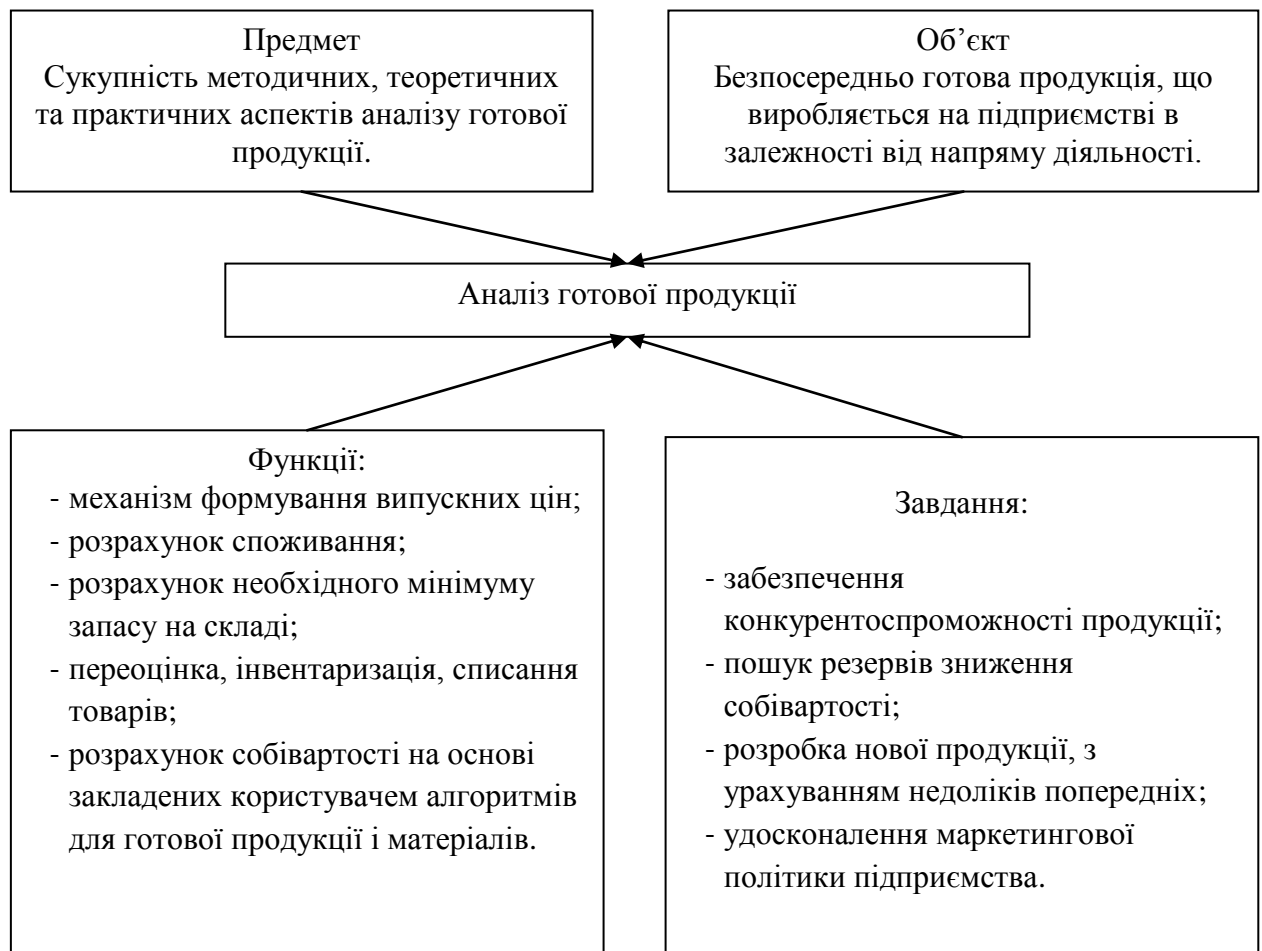 Предмет
Сукупність методичних, теоретичних
та практичних аспектів аналізу готової
продукції.
Об’єкт
Безпосередньо готова продукція, що
виробляється на підприємстві в
залежності від напряму діяльності.
Аналіз готової продукції
Функції:
- механізм формування випускних цін;
- розрахунок споживання;
- розрахунок необхідного мінімуму
запасу на складі;
- переоцінка, інвентаризація, списання
товарів;
- розрахунок собівартості на основі
закладених користувачем алгоритмів
для готової продукції і матеріалів.
Завдання:
- забезпечення
конкурентоспроможності продукції;
- пошук резервів зниження
собівартості;
- розробка нової продукції, з
урахуванням недоліків попередніх;
- удосконалення маркетингової
політики підприємства.